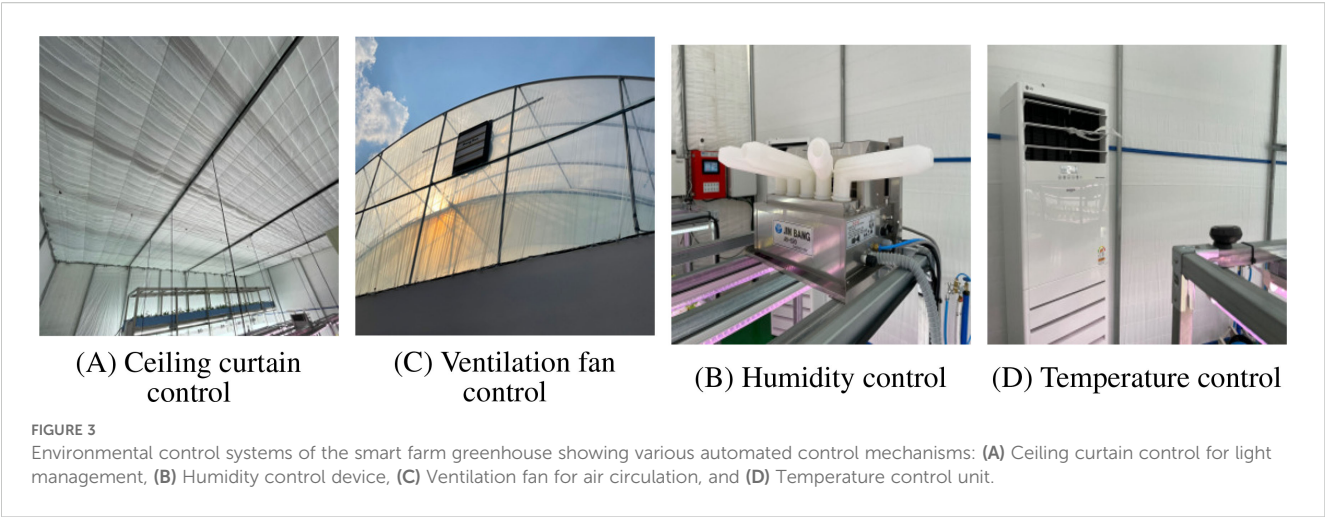 JIN BANG
(A) Ceiling curtain
control
(C) Ventilation fan
control
(B) Humidity control
(D) Temperature control
FIGURE 3
Environmental control systems of the smart farm greenhouse showing various automated control mechanisms: (A) Ceiling curtain control for light
management, (B) Humidity control device, (C) Ventilation fan for air circulation, and (D) Temperature control unit.